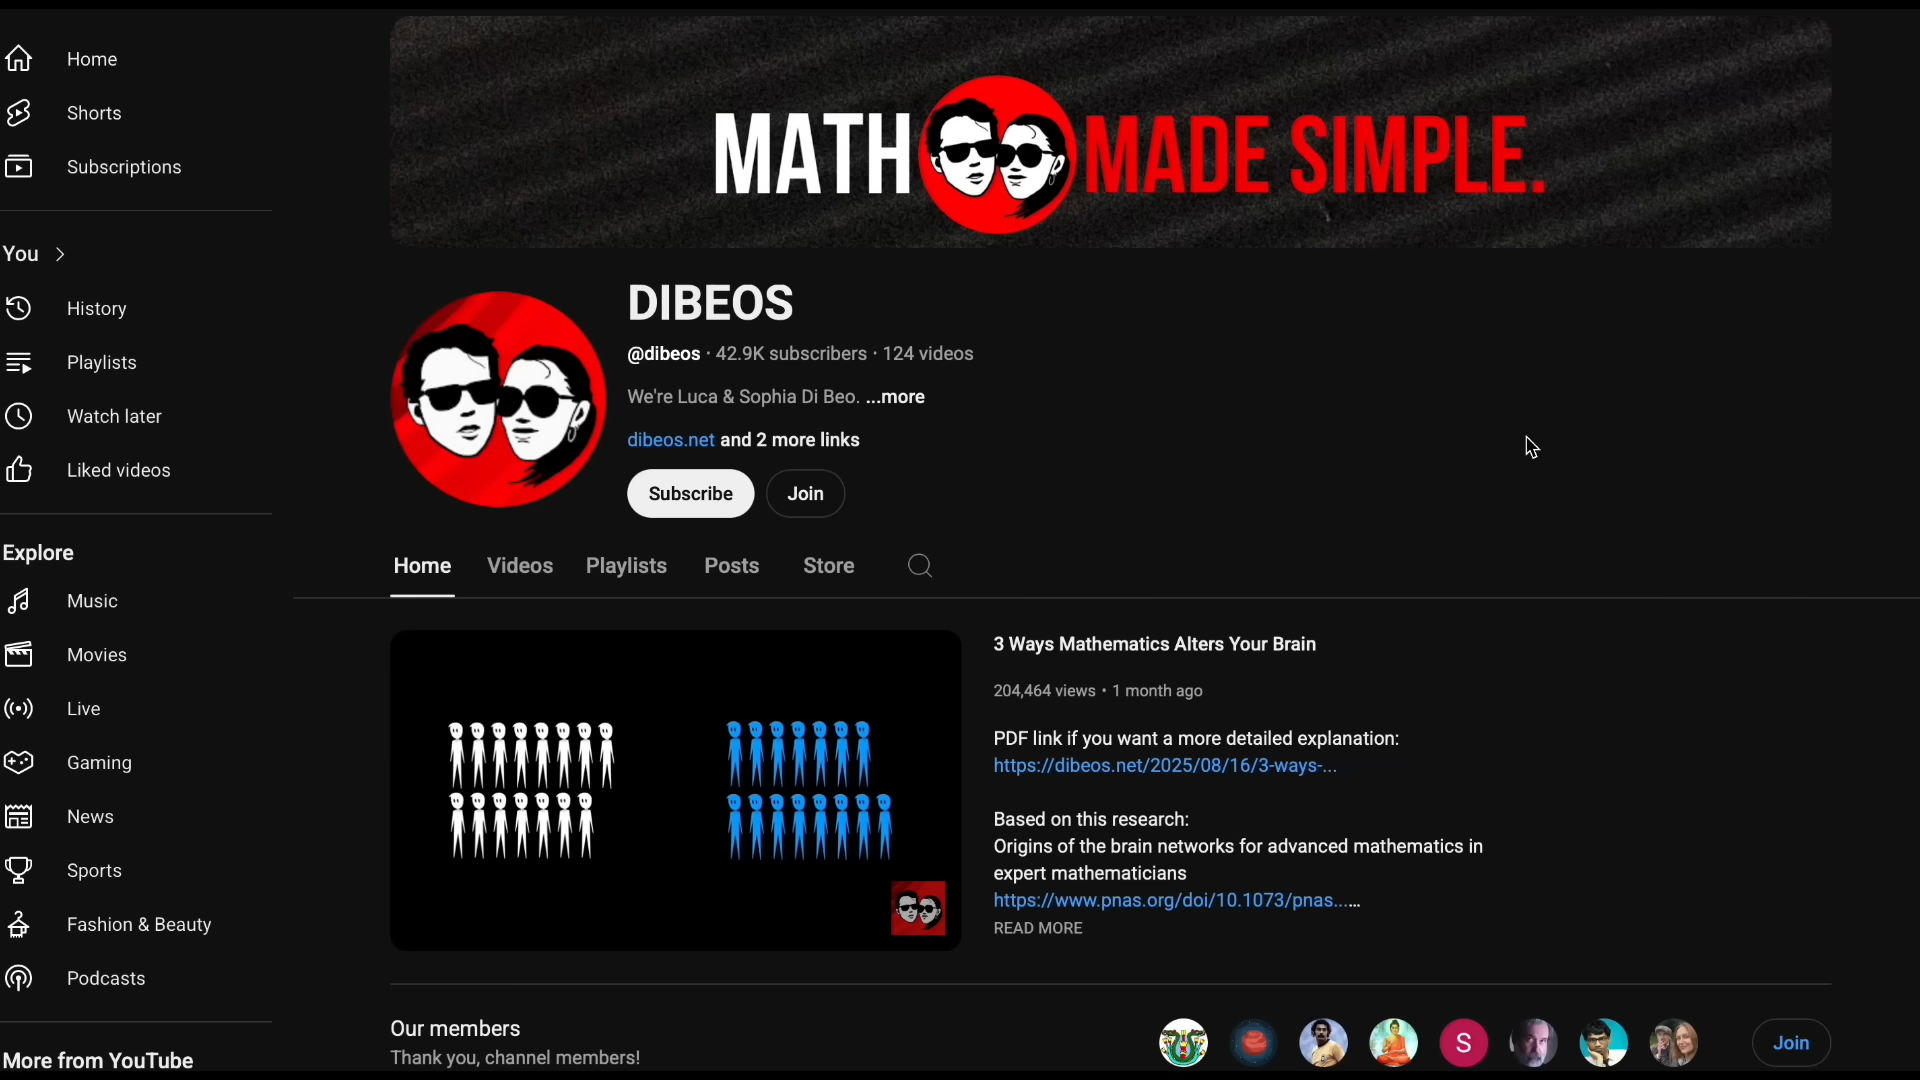 Home
Shorts
Subscriptions
You
History
Playlists
Watch later
Liked videos
Explore
Music
Movies
Live
Gaming
News
Sports
Fashion & Beauty
Podcasts
More from YouTube
MATH MADE SIMPLE.
DIBEOS
@dibeos · 42.9K subscribers · 124 videos
We're Luca & Sophia Di Beo. ...more
dibeos.net and 2 more links
Subscribe Join
Home Videos Playlists Posts Store
3 Ways Mathematics Alters Your Brain
204,464 views • 1 month ago
PDF link if you want a more detailed explanation:
https://dibeos.net/2025/08/16/3-ways-...
Based on this research:
Origins of the brain networks for advanced mathematics in
expert mathematicians
https://www.pnas.org/doi/10.1073/pnas......
READ MORE
Our members
Thank you, channel members!
S
Join